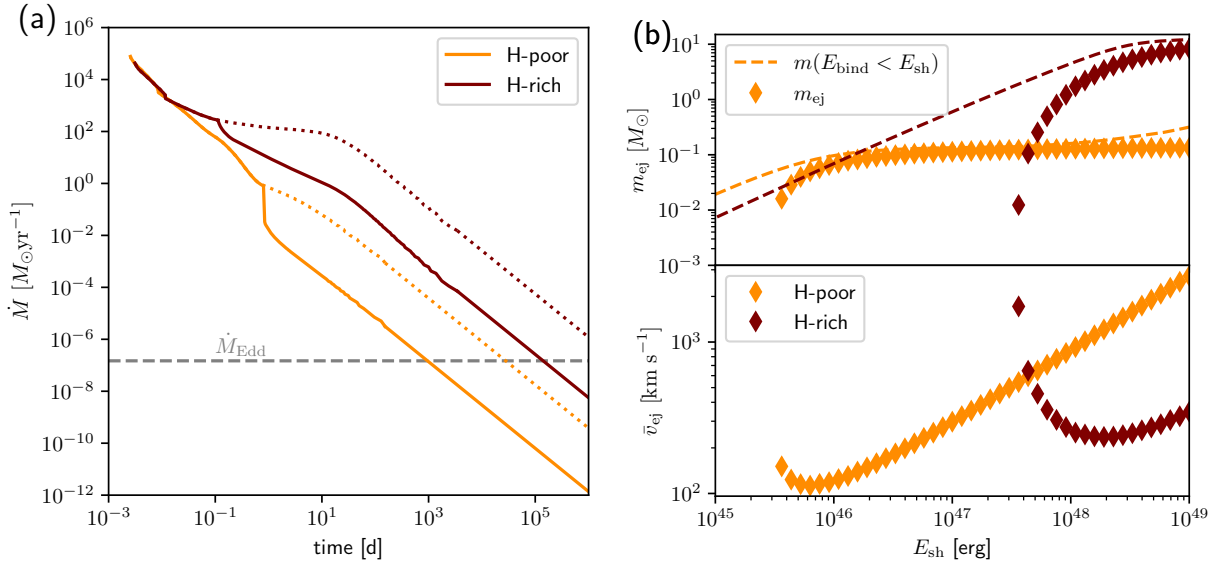 (a)
10^6
10^4
10^2
10^0
10^−2
10^−4
10^−6
10^−8
10^−10
10^−12
Ṁ [M⊙yr^−1]
H-poor
H-rich
Ṁ_Edd
10^−3
10^−1
10^1
10^3
10^5
time [d]
(b)
10^1
10^0
10^−1
10^−2
10^−3
m_ej [M⊙]
m(E_bind < E_sh)
m_ej
10^3
10^2
v̄_ej [km s^−1]
H-poor
H-rich
10^45
10^46
10^47
10^48
10^49
E_sh [erg]